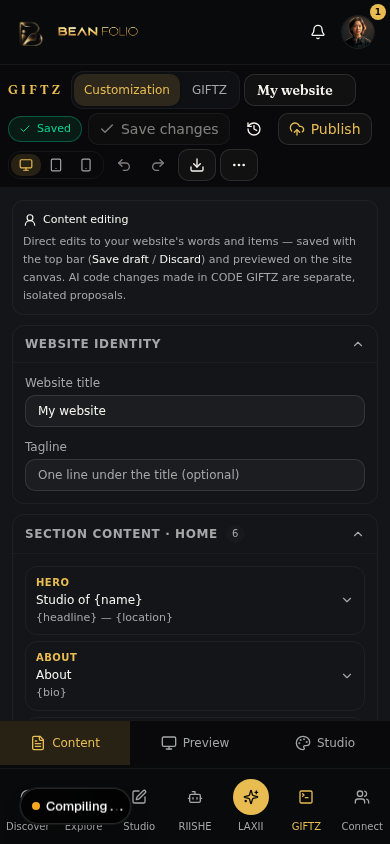 1
BEAN FOLIO
GIFTZ
Customization
GIFTZ
My website
Saved
Save changes
Publish
Content editing
Direct edits to your website's words and items — saved with
the top bar (Save draft / Discard) and previewed on the site
canvas. AI code changes made in CODE GIFTZ are separate,
isolated proposals.
WEBSITE IDENTITY
Website title
My website
Tagline
One line under the title (optional)
SECTION CONTENT · HOME 6
HERO
Studio of {name}
{headline} — {location}
ABOUT
About
{bio}
Content
Preview
Studio
Compiling ...
Discover
Explore
Studio
RIISHE
LAXII
GIFTZ
Connect